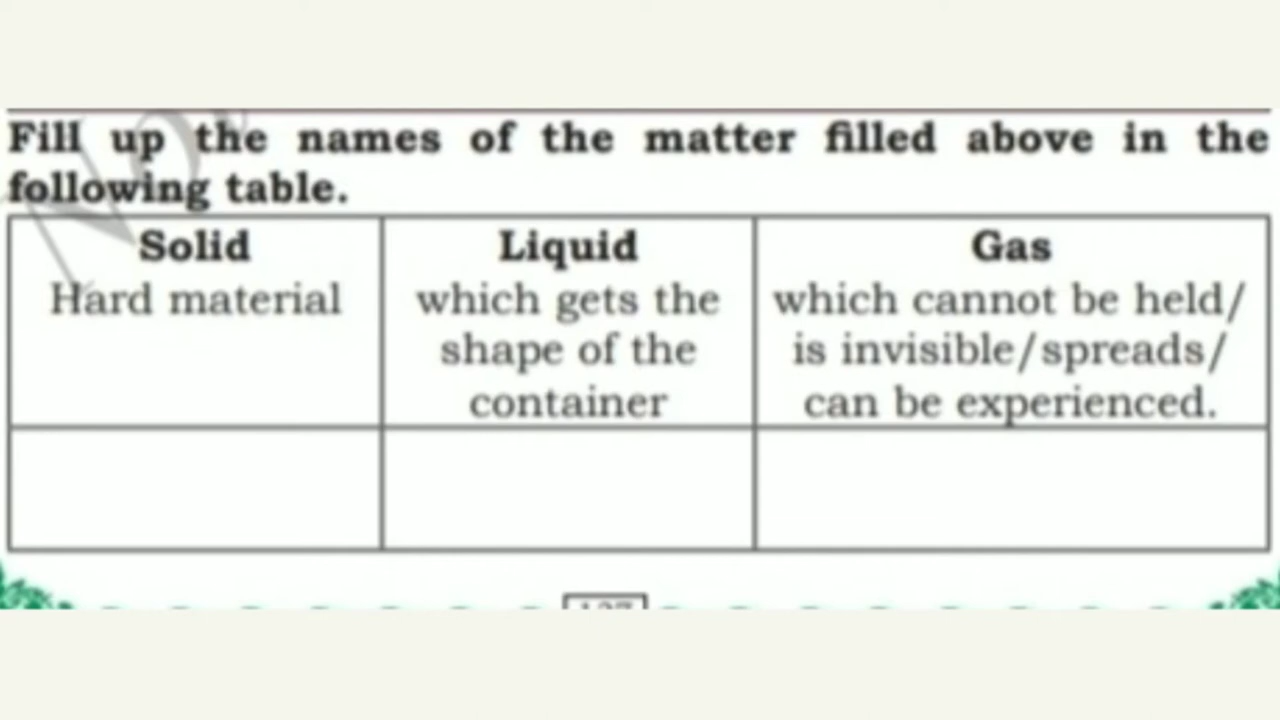 Fill up the names of the matter filled above in the
following table.
Solid
Hard material
Liquid
which gets the
shape of the
container
Gas
which cannot be held/
is invisible/spreads/
can be experienced.